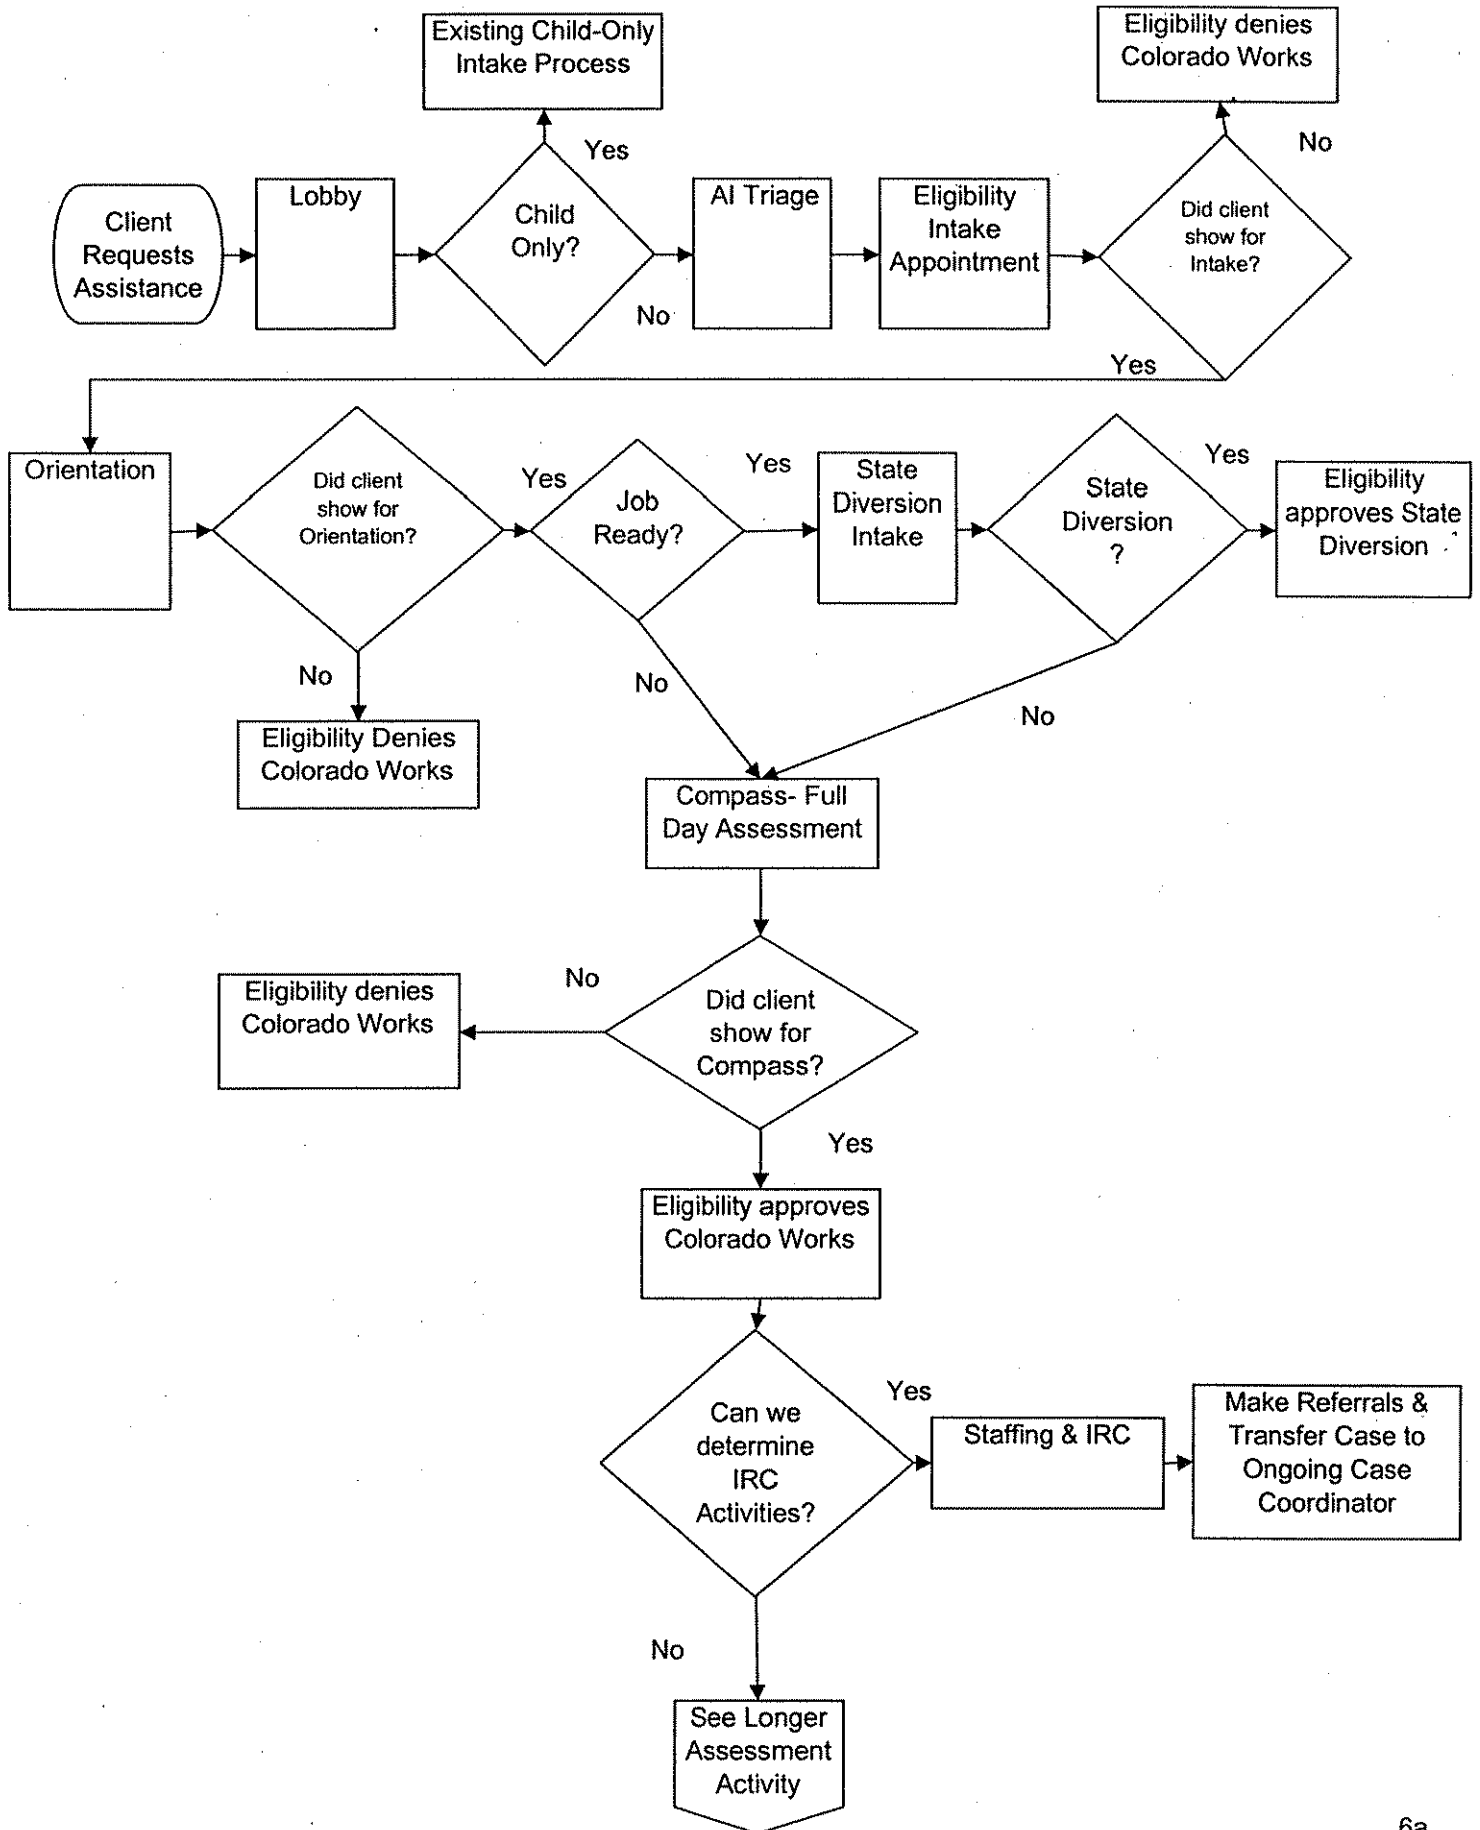 Existing Child-Only
Intake Process
Eligibility denies
Colorado Works
Yes
No
Client
Requests
Assistance
Lobby
Child
Only?
No
AI Triage
Eligibility
Intake
Appointment
Did client
show for
Intake?
Yes
Orientation
Did client
show for
Orientation?
Yes
No
Eligibility Denies
Colorado Works
Job
Ready?
Yes
No
State
Diversion
Intake
State
Diversion
?
Yes
No
Eligibility
approves State
Diversion
Compass- Full
Day Assessment
Did client
show for
Compass?
No
Eligibility denies
Colorado Works
Yes
Eligibility approves
Colorado Works
Can we
determine
IRC
Activities?
Yes
Staffing & IRC
Make Referrals &
Transfer Case to
Ongoing Case
Coordinator
No
See Longer
Assessment
Activity
6a